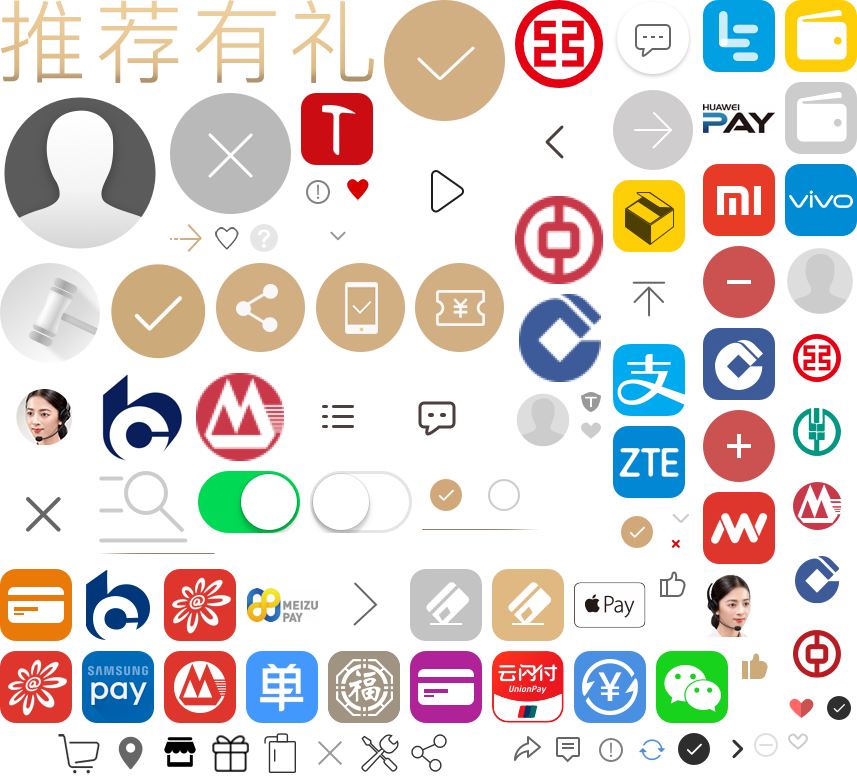 推荐有礼
HUAWEI
PAY
vivo
ZTE
MEIZU
PAY
Pay
SAMSUNG
pay
单
福
云闪付
UnionPay